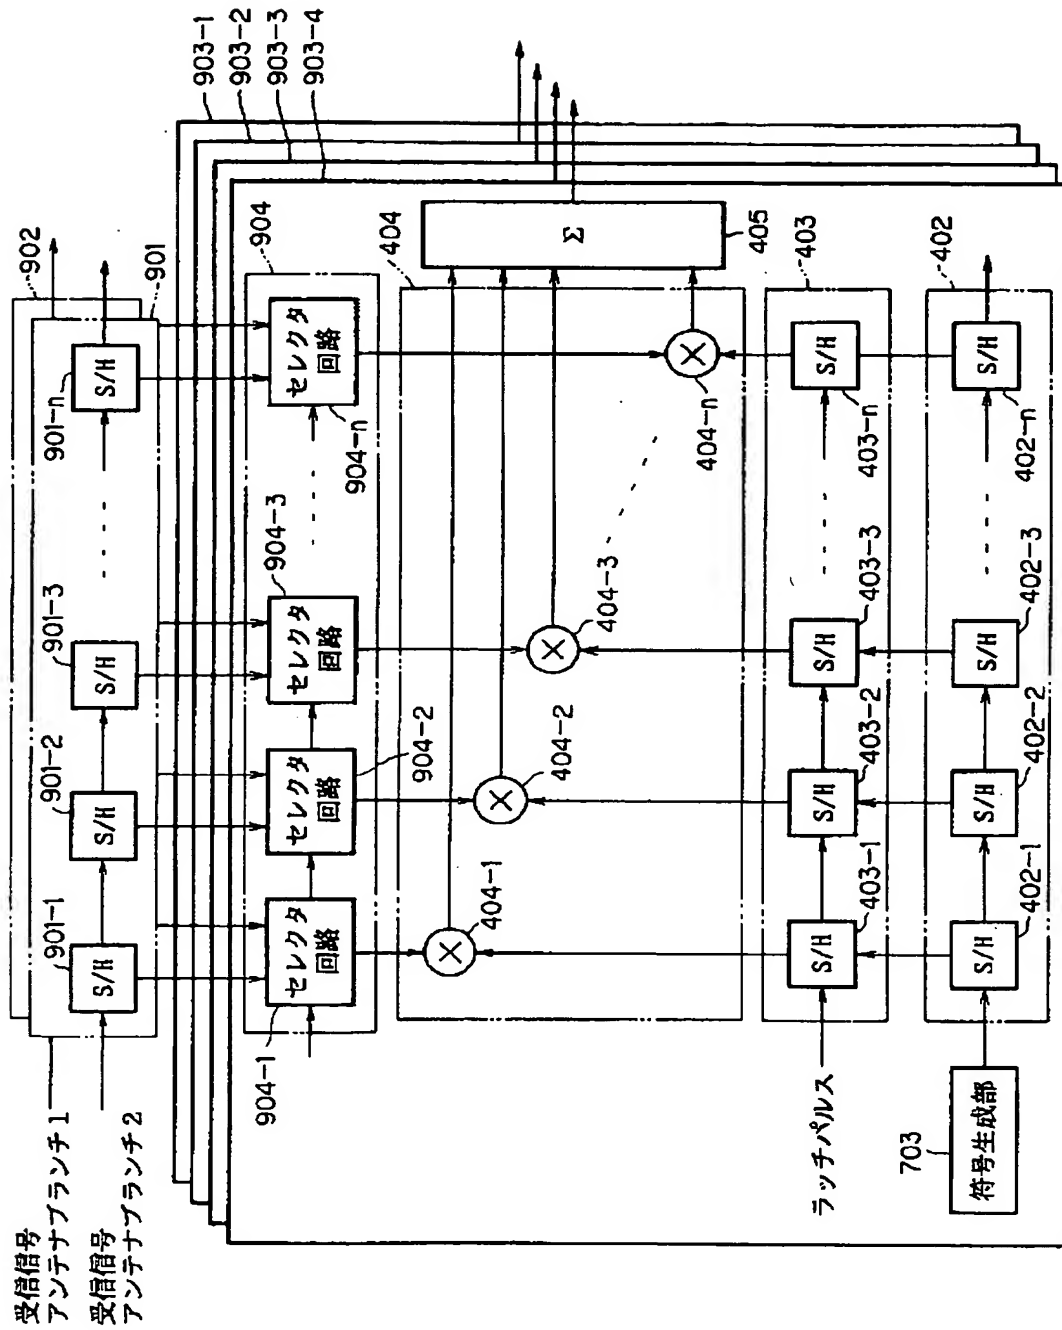 受信信号
アンテナブランチ1
受信信号
アンテナブランチ2
902
901
901-1
901-2
901-3
901-n
S/H
S/H
S/H
S/H
903-1
903-2
903-3
903-4
904
904-1
904-2
904-3
904-n
セレクタ
回路
セレクタ
回路
セレクタ
回路
セレクタ
回路
404
404-1
404-2
404-3
404-n
Σ
405
ラッチパルス
403
403-1
403-2
403-3
403-n
S/H
S/H
S/H
S/H
703
符号生成部
402
402-1
402-2
402-3
402-n
S/H
S/H
S/H
S/H